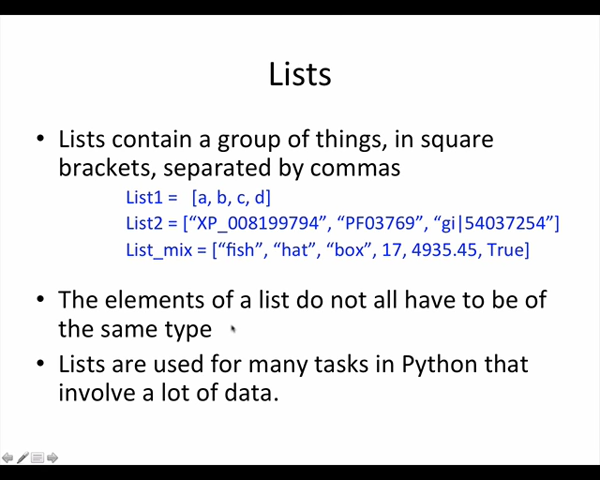 Lists
• Lists contain a group of things, in square
brackets, separated by commas
List1 = [a, b, c, d]
List2 = [“XP_008199794”, “PF03769”, “gi|54037254”]
List_mix = [“fish”, “hat”, “box”, 17, 4935.45, True]
• The elements of a list do not all have to be of
the same type
• Lists are used for many tasks in Python that
involve a lot of data.